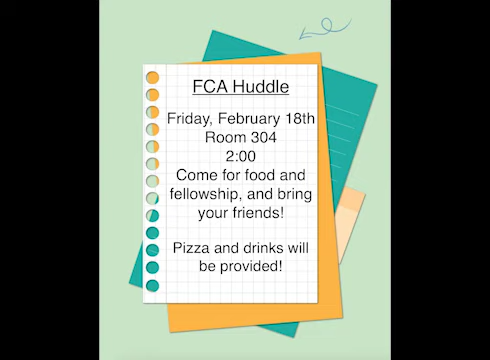 FCA Huddle
Friday, February 18th
Room 304
2:00
Come for food and
fellowship, and bring
your friends!
Pizza and drinks will
be provided!